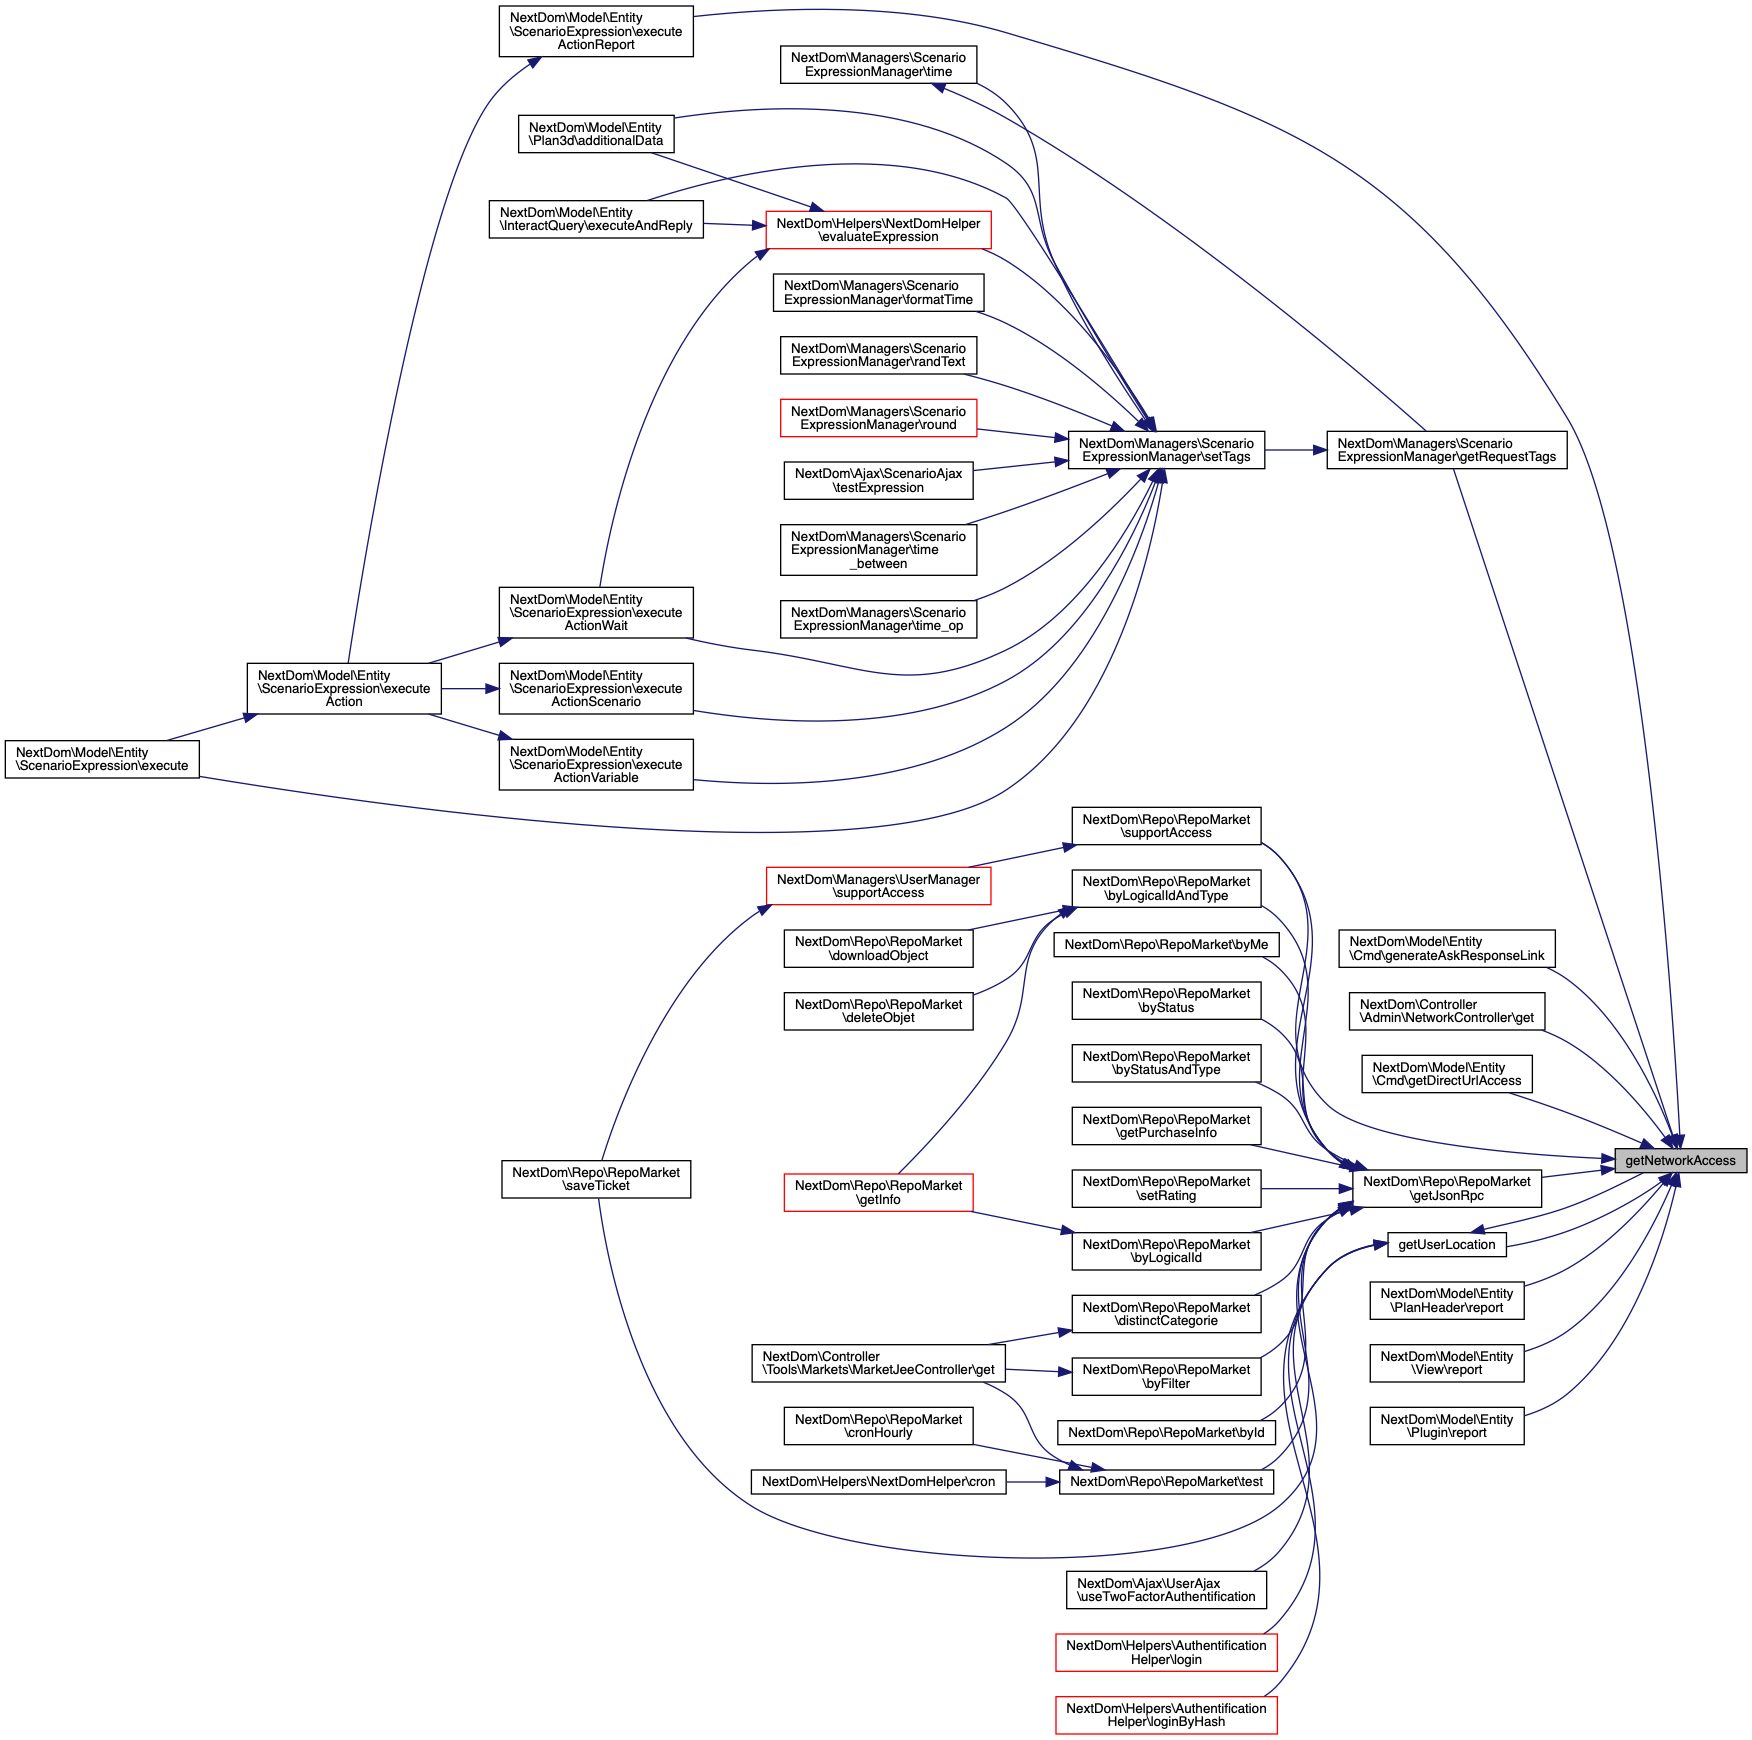 NextDom\Model\Entity
\ScenarioExpression\execute
ActionReport
NextDom\Managers\Scenario
ExpressionManager\time
NextDom\Model\Entity
\Plan3d\additionalData
NextDom\Model\Entity
\InteractQuery\executeAndReply
NextDom\Helpers\NextDomHelper
\evaluateExpression
NextDom\Managers\Scenario
ExpressionManager\formatTime
NextDom\Managers\Scenario
ExpressionManager\randText
NextDom\Managers\Scenario
ExpressionManager\round
NextDom\Managers\Scenario
ExpressionManager\setTags
NextDom\Managers\Scenario
ExpressionManager\getRequestTags
NextDom\Ajax\ScenarioAjax
\testExpression
NextDom\Managers\Scenario
ExpressionManager\time
_between
NextDom\Managers\Scenario
ExpressionManager\time_op
NextDom\Model\Entity
\ScenarioExpression\execute
ActionWait
NextDom\Model\Entity
\ScenarioExpression\execute
Action
NextDom\Model\Entity
\ScenarioExpression\execute
ActionScenario
NextDom\Model\Entity
\ScenarioExpression\execute
NextDom\Model\Entity
\ScenarioExpression\execute
ActionVariable
NextDom\Repo\RepoMarket
\supportAccess
NextDom\Managers\UserManager
\supportAccess
NextDom\Repo\RepoMarket
\byLogicalIdAndType
NextDom\Repo\RepoMarket
\downloadObject
NextDom\Repo\RepoMarket\byMe
NextDom\Model\Entity
\Cmd\generateAskResponseLink
NextDom\Repo\RepoMarket
\deleteObjet
NextDom\Repo\RepoMarket
\byStatus
NextDom\Controller
\Admin\NetworkController\get
NextDom\Repo\RepoMarket
\byStatusAndType
NextDom\Model\Entity
\Cmd\getDirectUrlAccess
NextDom\Repo\RepoMarket
\getPurchaseInfo
getNetworkAccess
NextDom\Repo\RepoMarket
\saveTicket
NextDom\Repo\RepoMarket
\getInfo
NextDom\Repo\RepoMarket
\setRating
NextDom\Repo\RepoMarket
\getJsonRpc
NextDom\Repo\RepoMarket
\byLogicalId
getUserLocation
NextDom\Repo\RepoMarket
\distinctCategorie
NextDom\Model\Entity
\PlanHeader\report
NextDom\Controller
\Tools\Markets\MarketJeeController\get
NextDom\Repo\RepoMarket
\byFilter
NextDom\Model\Entity
\View\report
NextDom\Repo\RepoMarket
\cronHourly
NextDom\Repo\RepoMarket\byId
NextDom\Model\Entity
\Plugin\report
NextDom\Helpers\NextDomHelper\cron
NextDom\Repo\RepoMarket\test
NextDom\Ajax\UserAjax
\useTwoFactorAuthentification
NextDom\Helpers\Authentification
Helper\login
NextDom\Helpers\Authentification
Helper\loginByHash